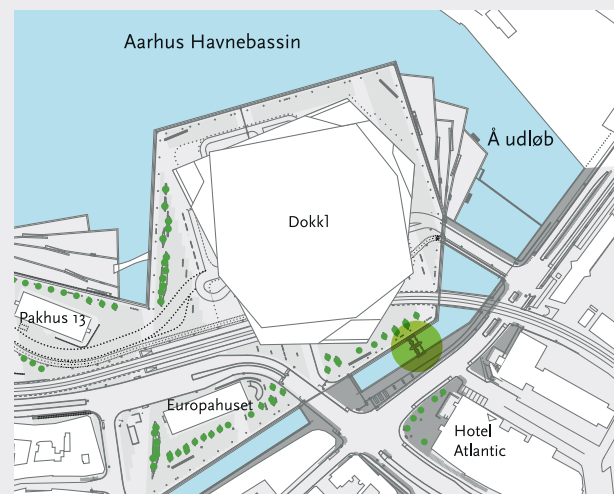 Aarhus Havnebassin
Å udløb
Dokk1
Pakhus 13
Europahuset
Hotel
Atlantic